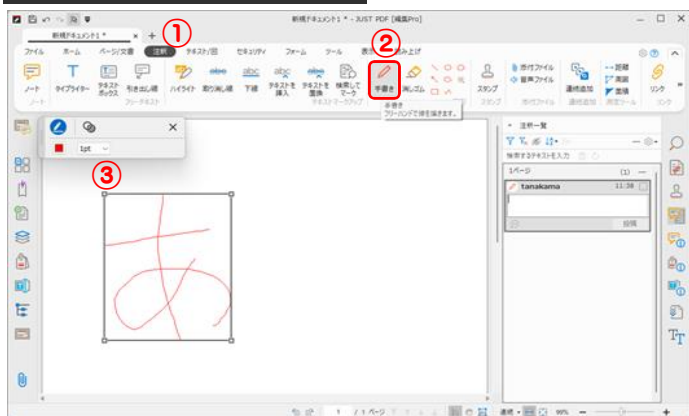 新規ドキュメント1 * - JUST PDF [編集Pro]
新規ドキュメント1 *
①
ファイル ホーム ページ/文書 注釈 テキスト/図 セキュリティ フォーム ツール 表示 読み上げ
②
ノート タイプライター テキストボックス 引き出し線 ハイライト 取り消し線 下線 テキストを挿入 テキストを置換 検索してマーク 手書き 消しゴム スタンプ 添付ファイル 音声ファイル 連続追加 距離 周囲 面積 リンク
ノート フリーテキスト テキストマークアップ スタンプ 添付ファイル 連続追加 測定ツール リンク
手書き
フリーハンドで線を描きます。
1pt
③
あ
注釈一覧
検索するテキストを入力
1ページ (1)
tanakama 11:38
投稿
1 / 1 ページ
連続
99%